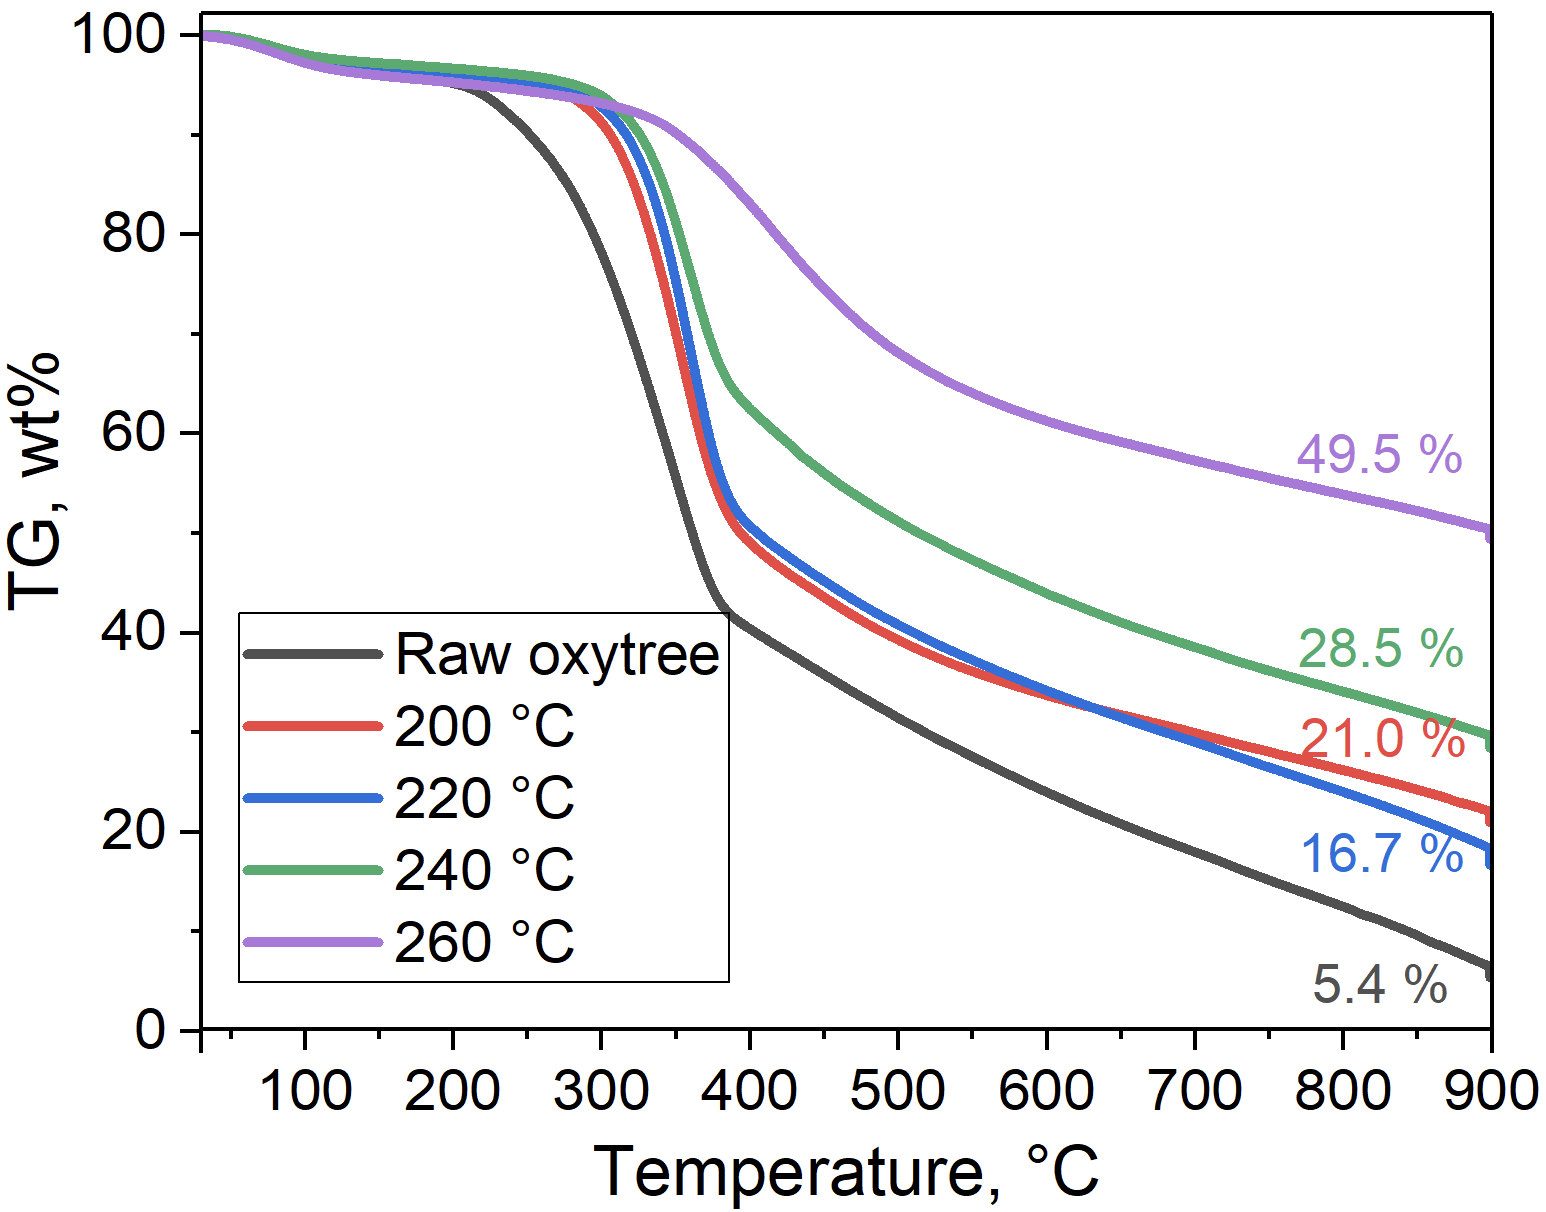 TG, wt%
100
80
60
40
20
0
Raw oxytree
200 °C
220 °C
240 °C
260 °C
49.5 %
28.5 %
21.0 %
16.7 %
5.4 %
100 200 300 400 500 600 700 800 900
Temperature, °C